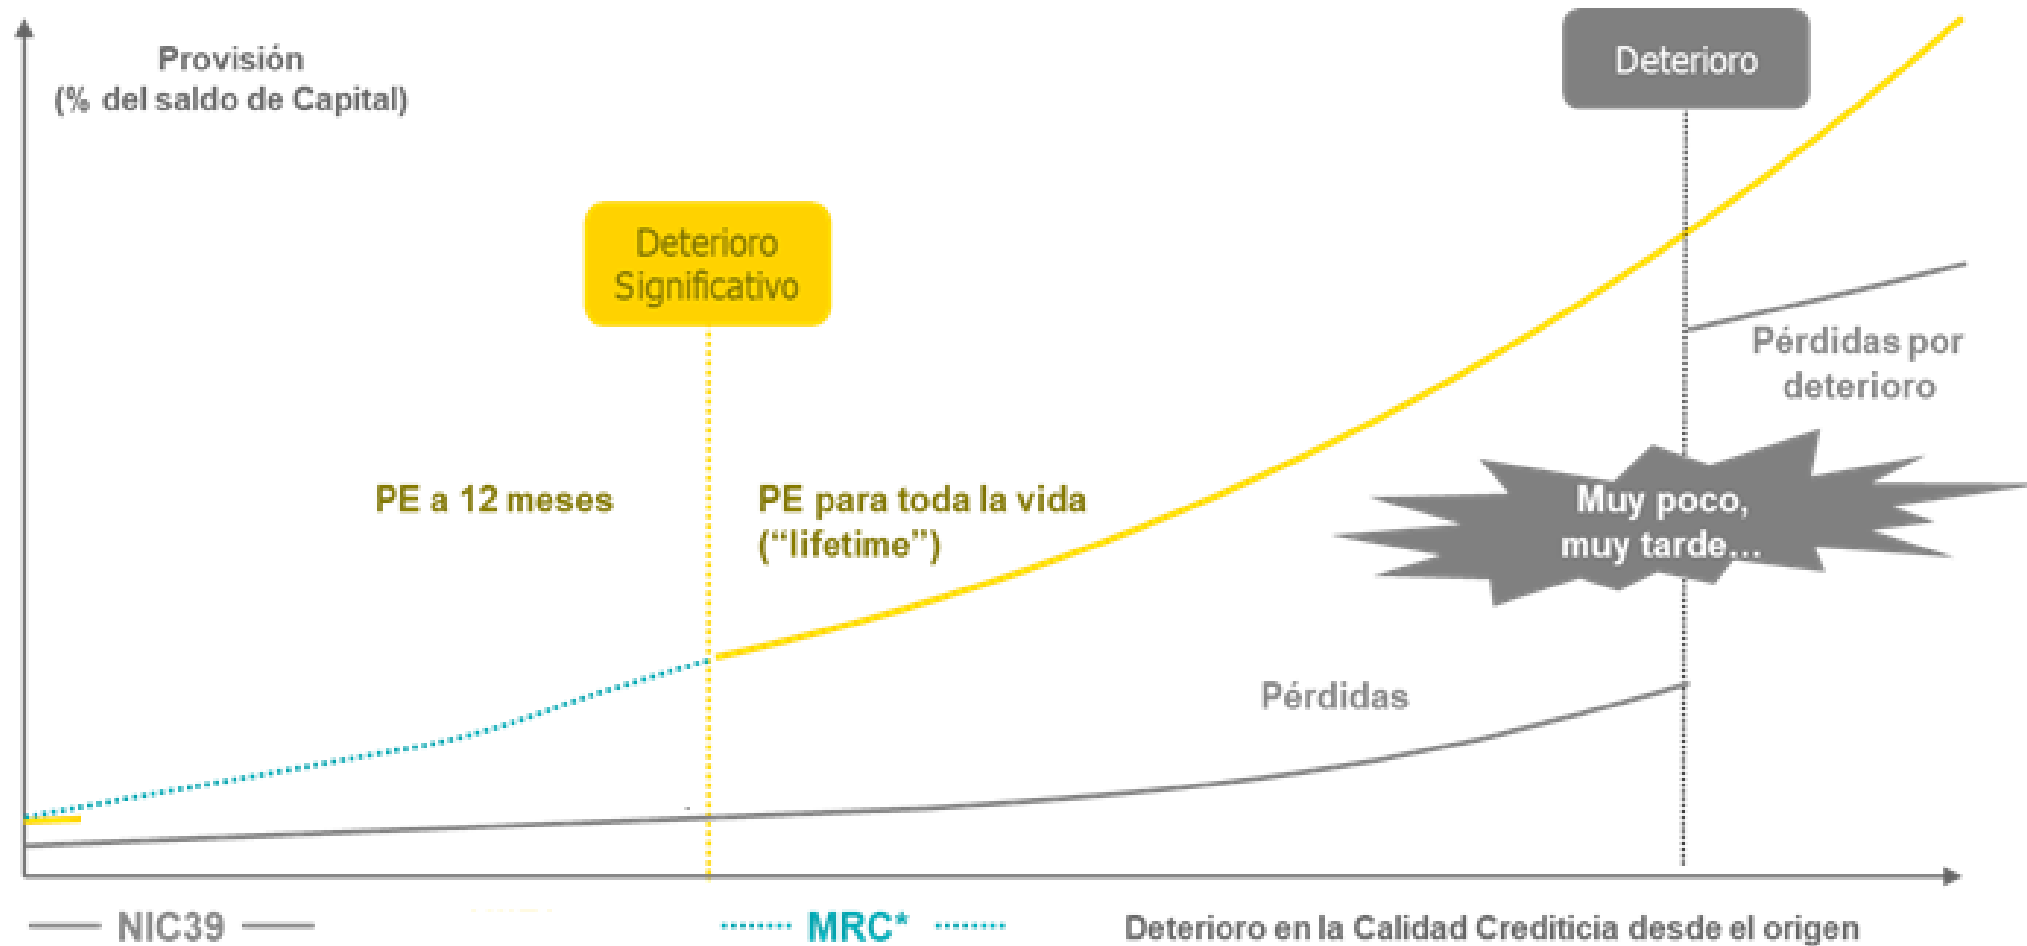 Provisión
(% del saldo de Capital)
Deterioro
Deterioro
Significativo
Pérdidas por
deterioro
PE a 12 meses
PE para toda la vida
(“lifetime”)
Muy poco,
muy tarde...
Pérdidas
NIC39
MRC*
Deterioro en la Calidad Crediticia desde el origen